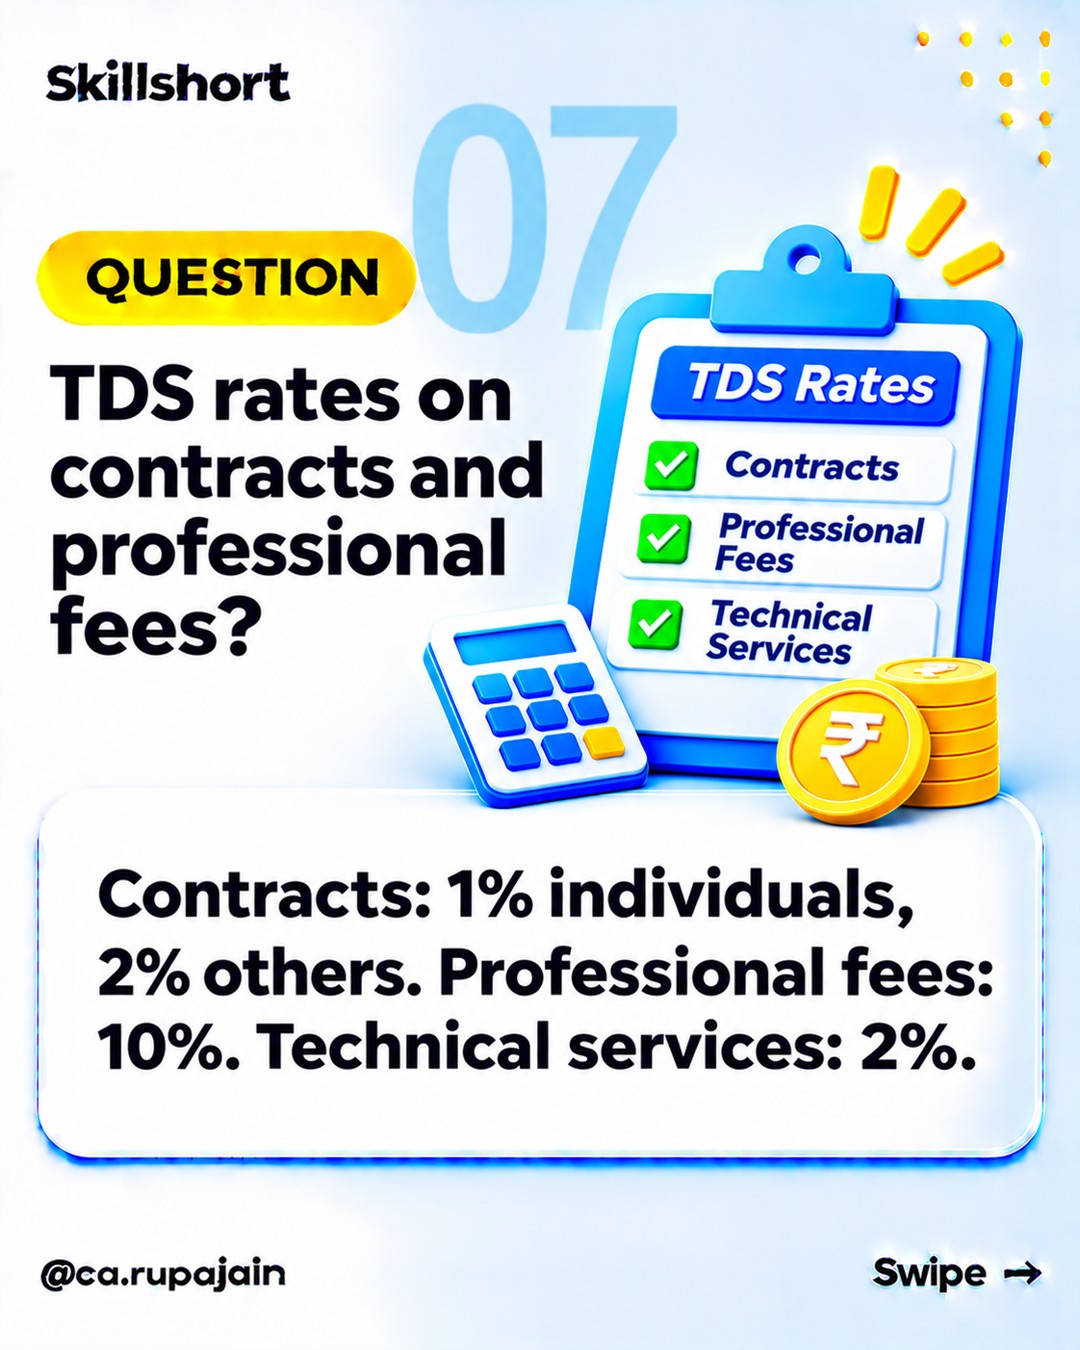 Skillshort
07
QUESTION
TDS rates on
contracts and
professional
fees?
TDS Rates
Contracts
Professional
Fees
Technical
Services
₹
₹
Contracts: 1% individuals,
2% others. Professional fees:
10%. Technical services: 2%.
@ca.rupajain
Swipe →